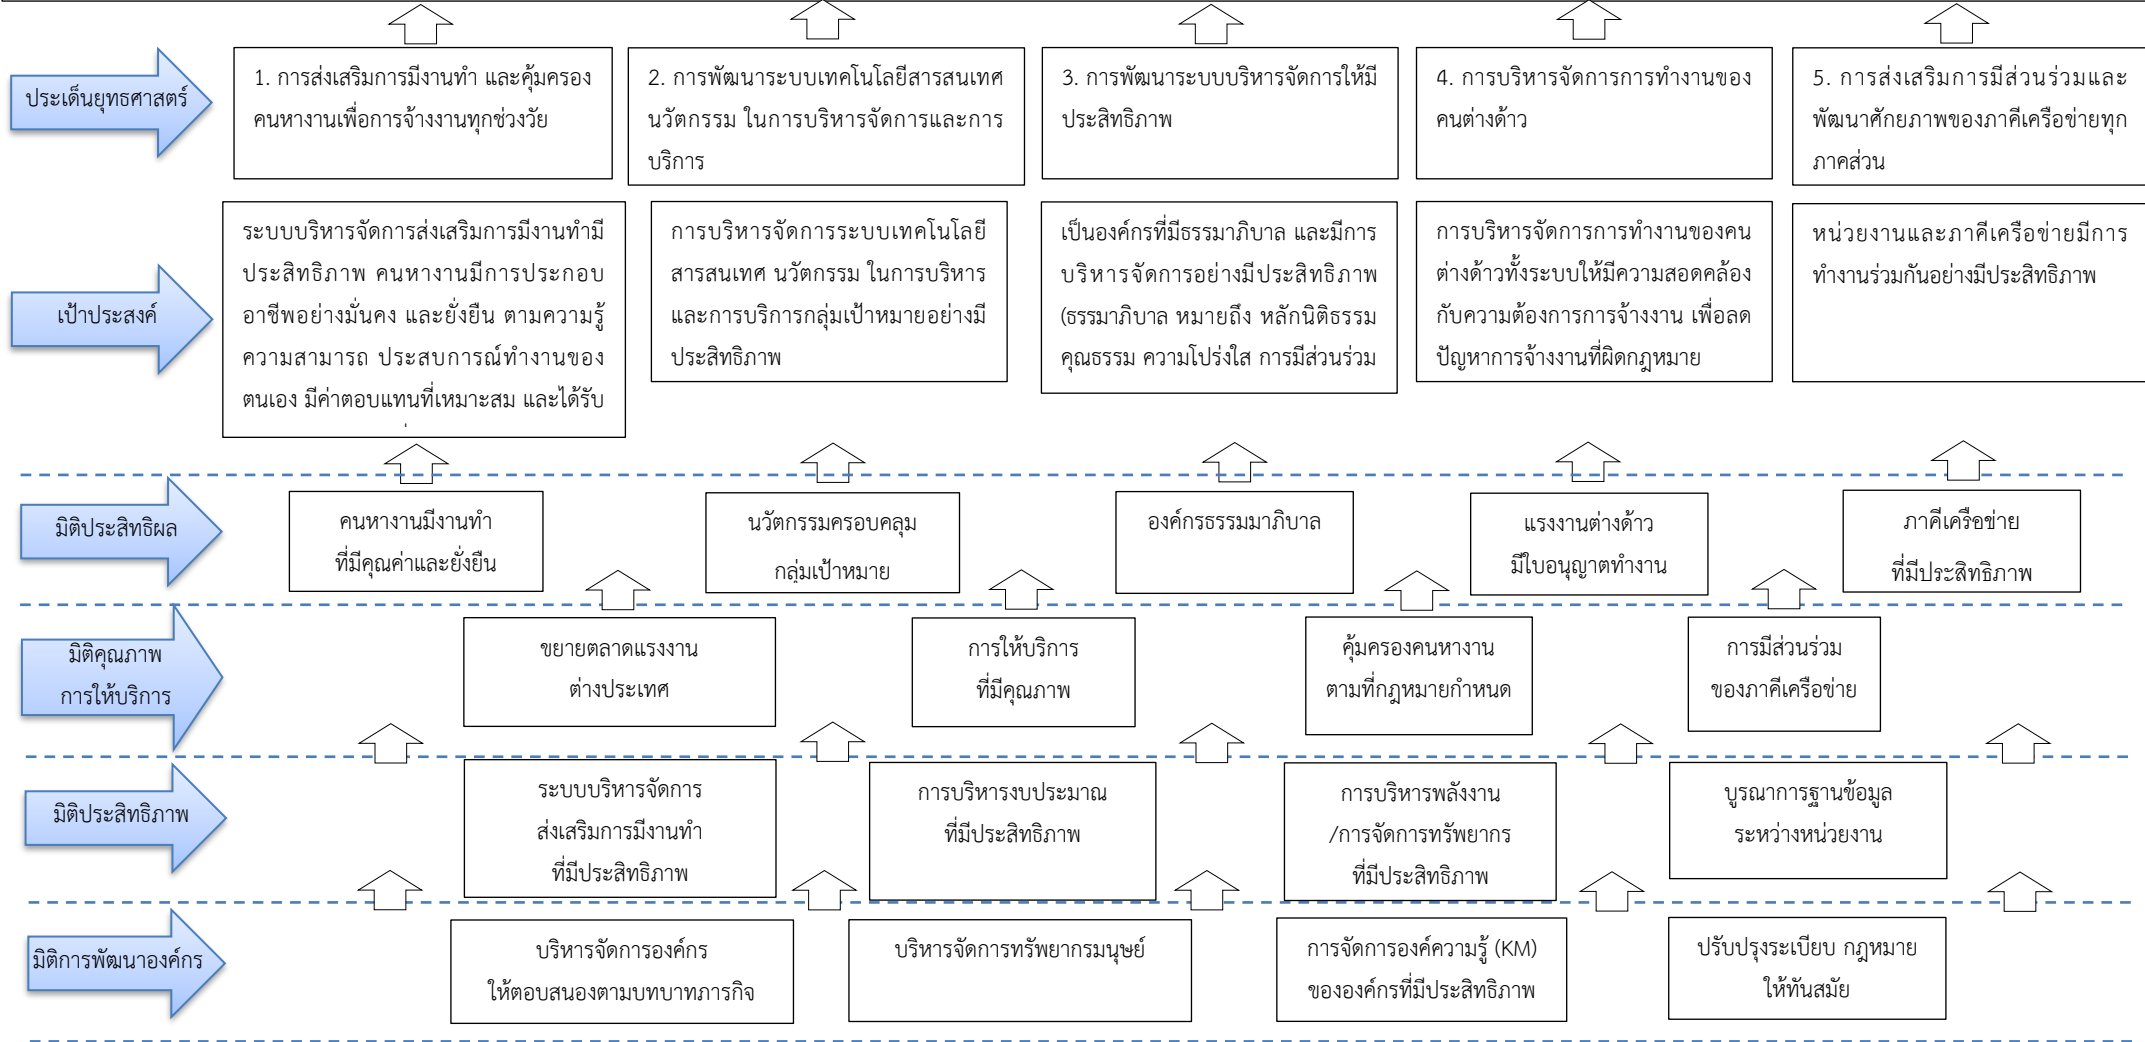 ประเด็นยุทธศาสตร์
1. การส่งเสริมการมีงานทำ และคุ้มครอง
คนหางานเพื่อการจ้างงานทุกช่วงวัย
2. การพัฒนาระบบเทคโนโลยีสารสนเทศ
นวัตกรรม ในการบริหารจัดการและการ
บริการ
3. การพัฒนาระบบบริหารจัดการให้มี
ประสิทธิภาพ
4. การบริหารจัดการการทำงานของ
คนต่างด้าว
5. การส่งเสริมการมีส่วนร่วมและ
พัฒนาศักยภาพของภาคีเครือข่ายทุก
ภาคส่วน
เป้าประสงค์
ระบบบริหารจัดการส่งเสริมการมีงานทำมี
ประสิทธิภาพ คนหางานมีการประกอบ
อาชีพอย่างมั่นคง และยั่งยืน ตามความรู้
ความสามารถ ประสบการณ์ทำงานของ
ตนเอง มีค่าตอบแทนที่เหมาะสม และได้รับ
การบริหารจัดการระบบเทคโนโลยี
สารสนเทศ นวัตกรรม ในการบริหาร
และการบริการกลุ่มเป้าหมายอย่างมี
ประสิทธิภาพ
เป็นองค์กรที่มีธรรมาภิบาล และมีการ
บริหารจัดการอย่างมีประสิทธิภาพ
(ธรรมาภิบาล หมายถึง หลักนิติธรรม
คุณธรรม ความโปร่งใส การมีส่วนร่วม
การบริหารจัดการการทำงานของคน
ต่างด้าวทั้งระบบให้มีความสอดคล้อง
กับความต้องการการจ้างงาน เพื่อลด
ปัญหาการจ้างงานที่ผิดกฎหมาย
หน่วยงานและภาคีเครือข่ายมีการ
ทำงานร่วมกันอย่างมีประสิทธิภาพ
มิติประสิทธิผล
คนหางานมีงานทำ
ที่มีคุณค่าและยั่งยืน
นวัตกรรมครอบคลุม
กลุ่มเป้าหมาย
องค์กรธรรมมาภิบาล
แรงงานต่างด้าว
มีใบอนุญาตทำงาน
ภาคีเครือข่าย
ที่มีประสิทธิภาพ
มิติคุณภาพ
การให้บริการ
ขยายตลาดแรงงาน
ต่างประเทศ
การให้บริการ
ที่มีคุณภาพ
คุ้มครองคนหางาน
ตามที่กฎหมายกำหนด
การมีส่วนร่วม
ของภาคีเครือข่าย
มิติประสิทธิภาพ
ระบบบริหารจัดการ
ส่งเสริมการมีงานทำ
ที่มีประสิทธิภาพ
การบริหารงบประมาณ
ที่มีประสิทธิภาพ
การบริหารพลังงาน
/การจัดการทรัพยากร
ที่มีประสิทธิภาพ
บูรณาการฐานข้อมูล
ระหว่างหน่วยงาน
มิติการพัฒนาองค์กร
บริหารจัดการองค์กร
ให้ตอบสนองตามบทบาทภารกิจ
บริหารจัดการทรัพยากรมนุษย์
การจัดการองค์ความรู้ (KM)
ขององค์กรที่มีประสิทธิภาพ
ปรับปรุงระเบียบ กฎหมาย
ให้ทันสมัย